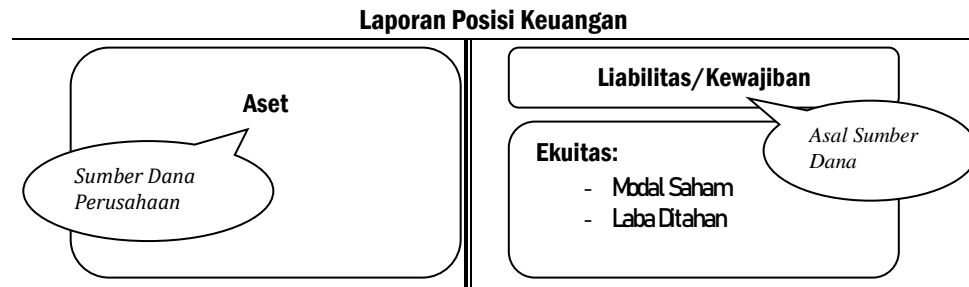 Laporan Posisi Keuangan
Aset
Sumber Dana
Perusahaan
Liabilitas/Kewajiban
Asal Sumber
Dana
Ekuitas:
- Modal Saham
- Laba Ditahan